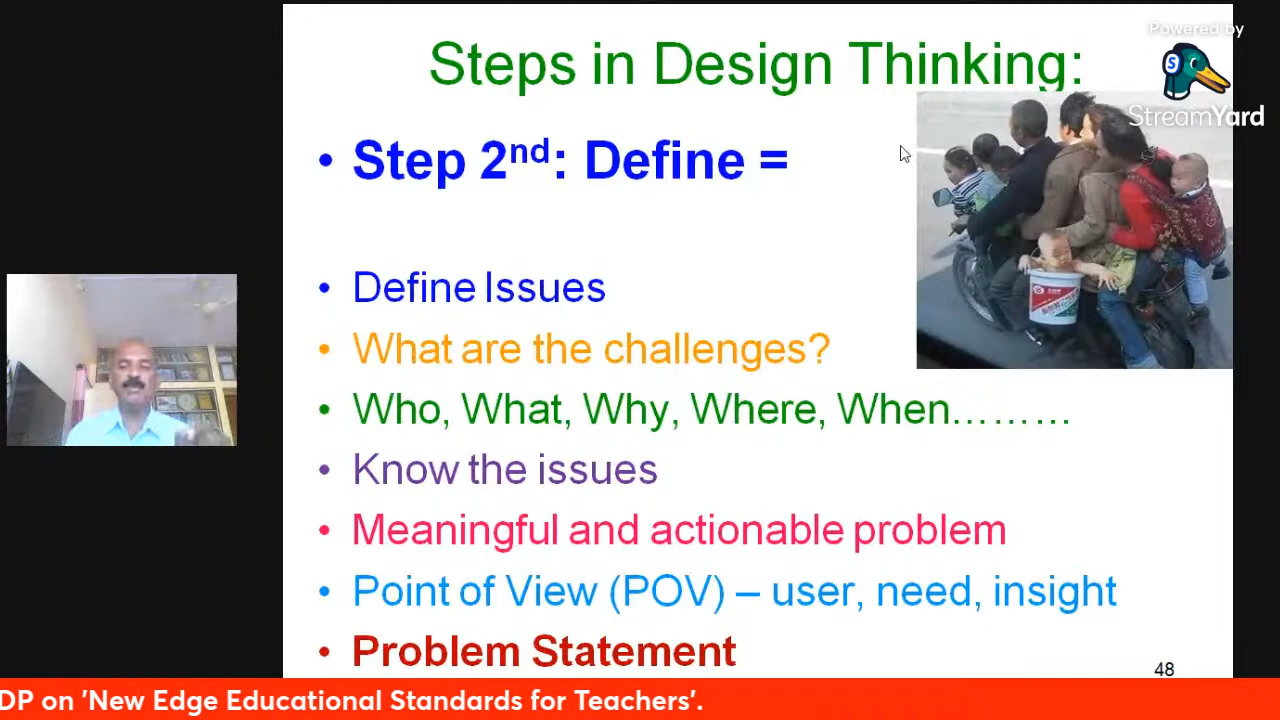 Powered by
StreamYard
Steps in Design Thinking:
• Step 2nd: Define =
• Define Issues
• What are the challenges?
• Who, What, Why, Where, When………
• Know the issues
• Meaningful and actionable problem
• Point of View (POV) – user, need, insight
• Problem Statement
48
DP on 'New Edge Educational Standards for Teachers'.